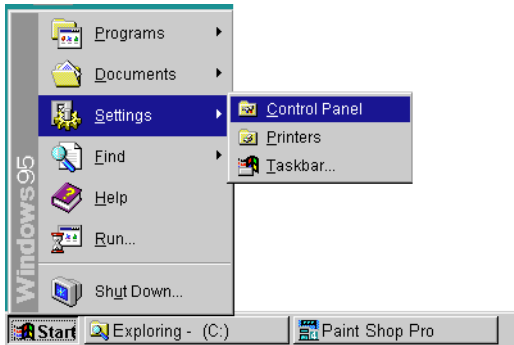 Programs
Documents
Settings
Find
Help
Run...
Shut Down...
Windows95
Control Panel
Printers
Taskbar...
Start
Exploring - (C:)
Paint Shop Pro